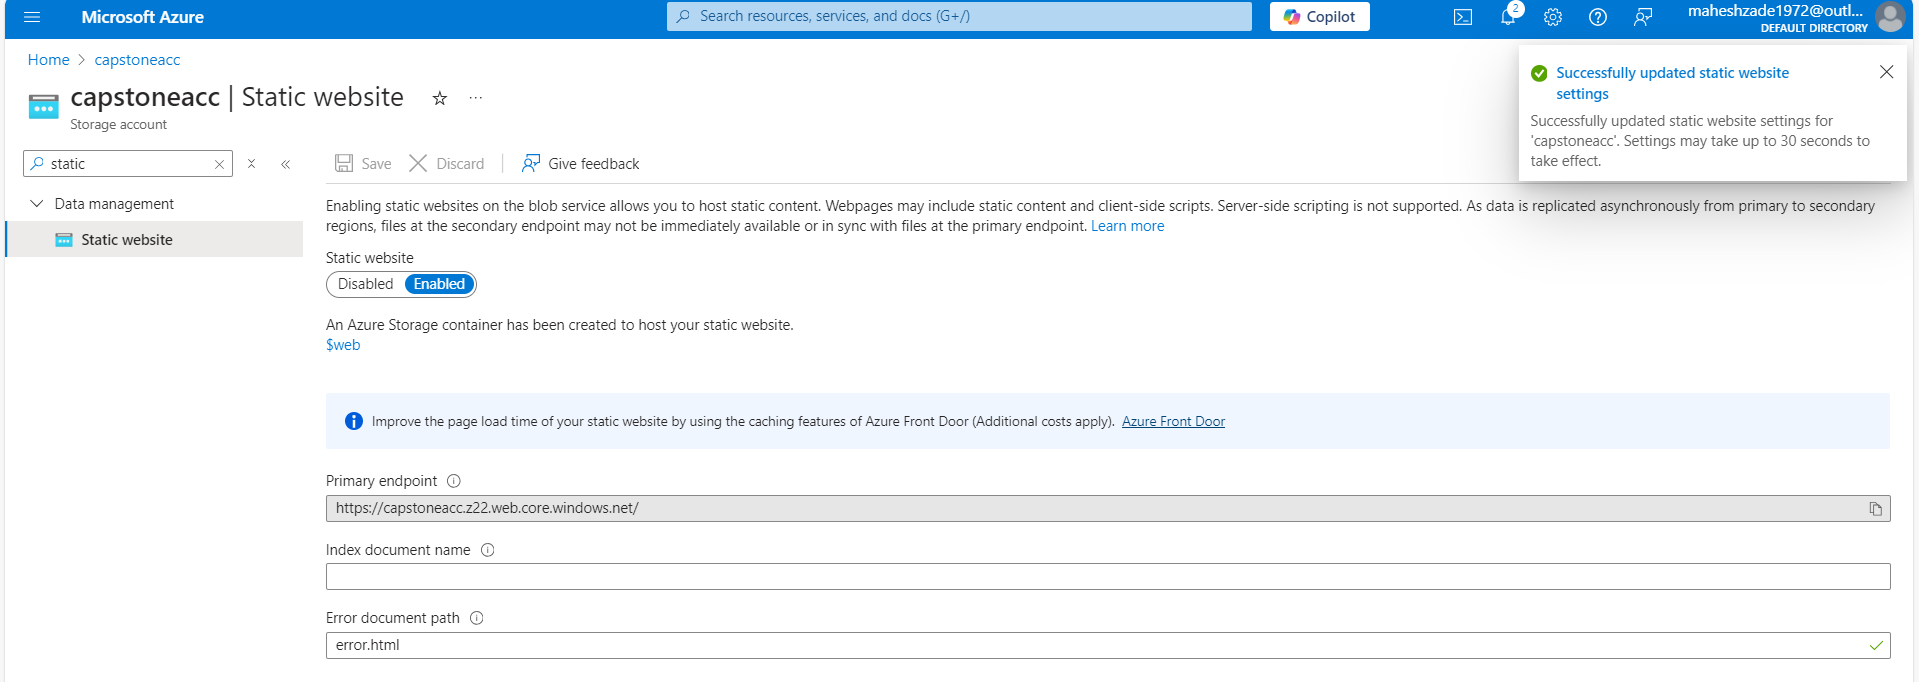 Microsoft Azure
Search resources, services, and docs (G+/)
Copilot
2
maheshzade1972@outl...
DEFAULT DIRECTORY
Home > capstoneacc
capstoneacc | Static website
Storage account
Successfully updated static website
settings
Successfully updated static website settings for
'capstoneacc'. Settings may take up to 30 seconds to
take effect.
static
Data management
Static website
Save
Discard
Give feedback
Enabling static websites on the blob service allows you to host static content. Webpages may include static content and client-side scripts. Server-side scripting is not supported. As data is replicated asynchronously from primary to secondary
regions, files at the secondary endpoint may not be immediately available or in sync with files at the primary endpoint. Learn more
Static website
Disabled Enabled
An Azure Storage container has been created to host your static website.
$web
Improve the page load time of your static website by using the caching features of Azure Front Door (Additional costs apply). Azure Front Door
Primary endpoint
https://capstoneacc.z22.web.core.windows.net/
Index document name
Error document path
error.html